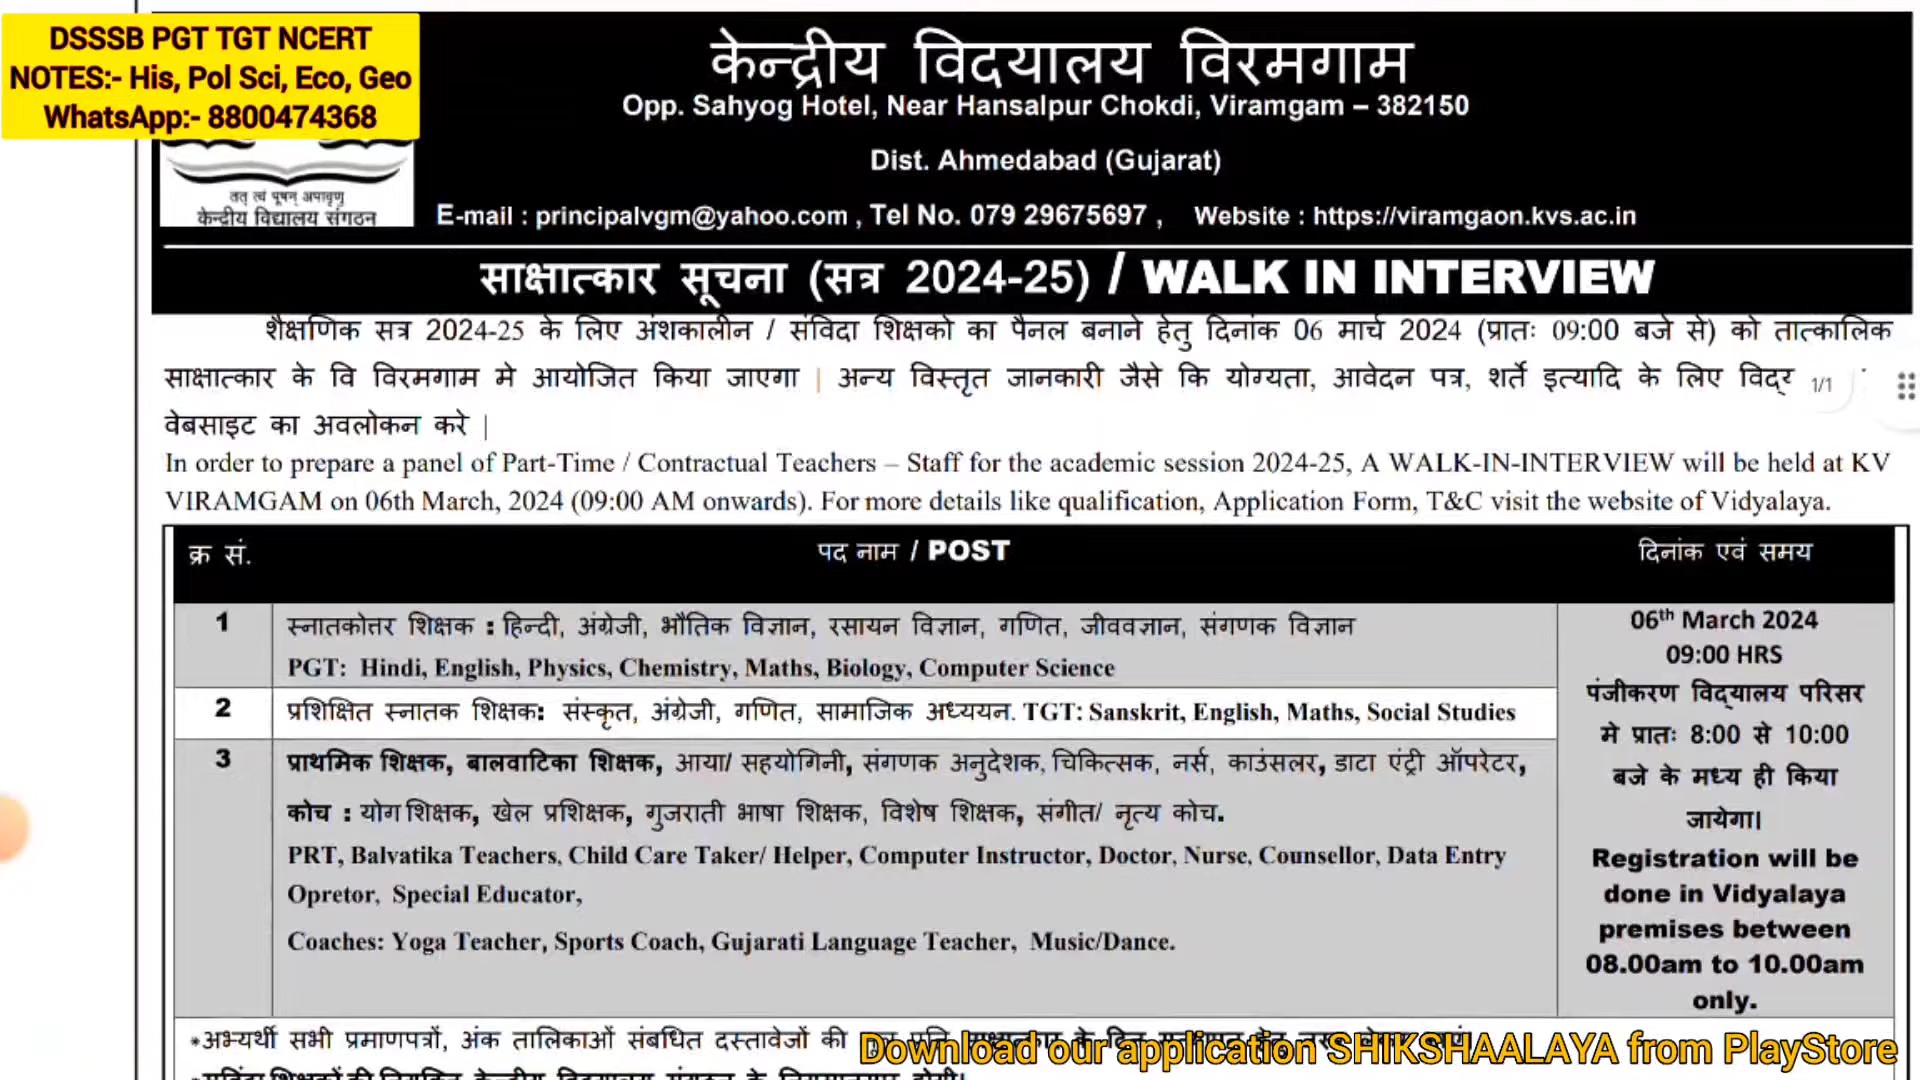 DSSSB PGT TGT NCERT
NOTES:- His, Pol Sci, Eco, Geo
WhatsApp:- 8800474368
तत् त्वं पूषन् अपावृणु
केन्द्रीय विद्यालय संगठन
केन्द्रीय विद्यालय विरमगाम
Opp. Sahyog Hotel, Near Hansalpur Chokdi, Viramgam – 382150
Dist. Ahmedabad (Gujarat)
E-mail : principalvgm@yahoo.com , Tel No. 079 29675697 , Website : https://viramgaon.kvs.ac.in
साक्षात्कार सूचना (सत्र 2024-25) / WALK IN INTERVIEW
शैक्षणिक सत्र 2024-25 के लिए अंशकालीन / संविदा शिक्षको का पैनल बनाने हेतु दिनांक 06 मार्च 2024 (प्रातः 09:00 बजे से) को तात्कालिक
साक्षात्कार के वि विरमगाम मे आयोजित किया जाएगा | अन्य विस्तृत जानकारी जैसे कि योग्यता, आवेदन पत्र, शर्ते इत्यादि के लिए
1/1
वेबसाइट का अवलोकन करे |
In order to prepare a panel of Part-Time / Contractual Teachers – Staff for the academic session 2024-25, A WALK-IN-INTERVIEW will be held at KV
VIRAMGAM on 06th March, 2024 (09:00 AM onwards). For more details like qualification, Application Form, T&C visit the website of Vidyalaya.
क्र सं. पद नाम / POST दिनांक एवं समय
1 स्नातकोत्तर शिक्षक : हिन्दी, अंग्रेजी, भौतिक विज्ञान, रसायन विज्ञान, गणित, जीववज्ञान, संगणक विज्ञान
PGT: Hindi, English, Physics, Chemistry, Maths, Biology, Computer Science
2 प्रशिक्षित स्नातक शिक्षक: संस्कृत, अंग्रेजी, गणित, सामाजिक अध्ययन. TGT: Sanskrit, English, Maths, Social Studies
3 प्राथमिक शिक्षक, बालवाटिका शिक्षक, आया/ सहयोगिनी, संगणक अनुदेशक, चिकित्सक, नर्स, काउंसलर, डाटा एंट्री ऑपरेटर,
कोच : योग शिक्षक, खेल प्रशिक्षक, गुजराती भाषा शिक्षक, विशेष शिक्षक, संगीत/ नृत्य कोच.
PRT, Balvatika Teachers, Child Care Taker/ Helper, Computer Instructor, Doctor, Nurse, Counsellor, Data Entry
Opretor, Special Educator,
Coaches: Yoga Teacher, Sports Coach, Gujarati Language Teacher, Music/Dance.
06th March 2024
09:00 HRS
पंजीकरण विद्यालय परिसर
मे प्रातः 8:00 से 10:00
बजे के मध्य ही किया
जायेगा।
Registration will be
done in Vidyalaya
premises between
08.00am to 10.00am
only.
*अभ्यर्थी सभी प्रमाणपत्रों, अंक तालिकाओं संबधित दस्तावेजों की
Download our application SHIKSHAALAYA from PlayStore